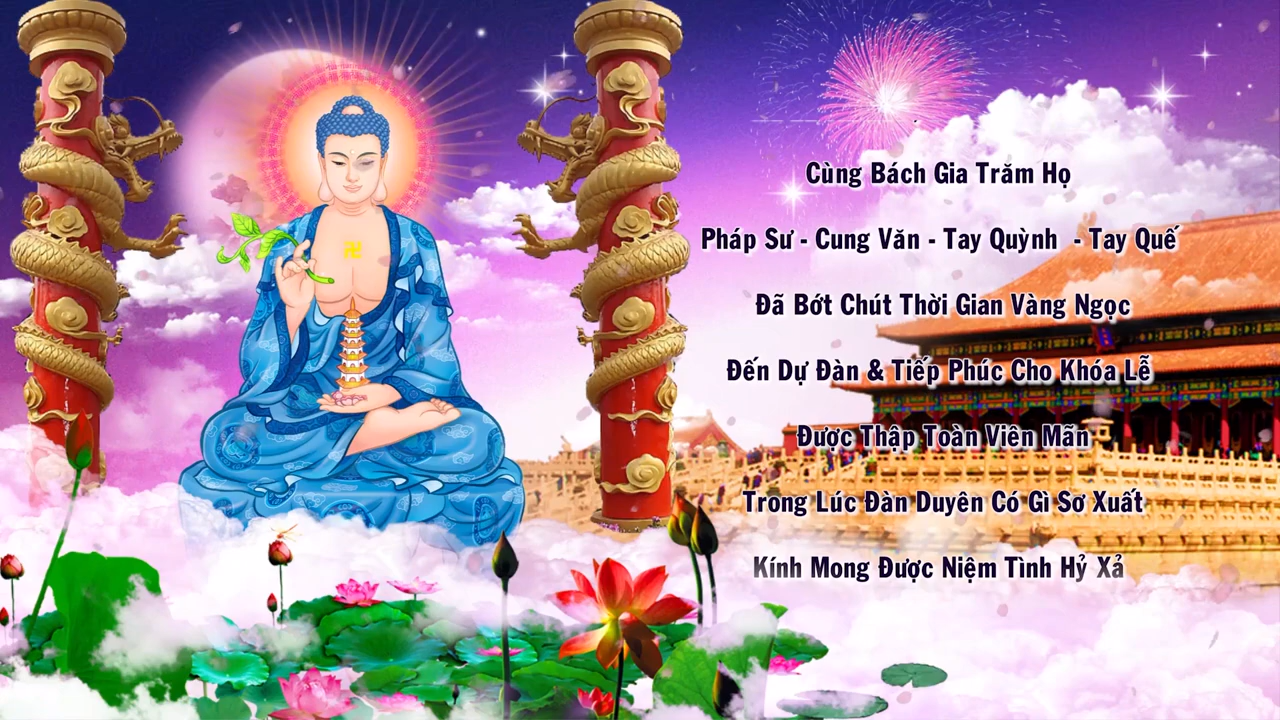 Cùng Bách Gia Trăm Họ
Pháp Sư - Cung Văn - Tay Quỳnh - Tay Quế
Đã Bớt Chút Thời Gian Vàng Ngọc
Đến Dự Đàn & Tiếp Phúc Cho Khóa Lễ
Được Thập Toàn Viên Mãn
Trong Lúc Đàn Duyên Có Gì Sơ Xuất
Kính Mong Được Niệm Tình Hỷ Xả